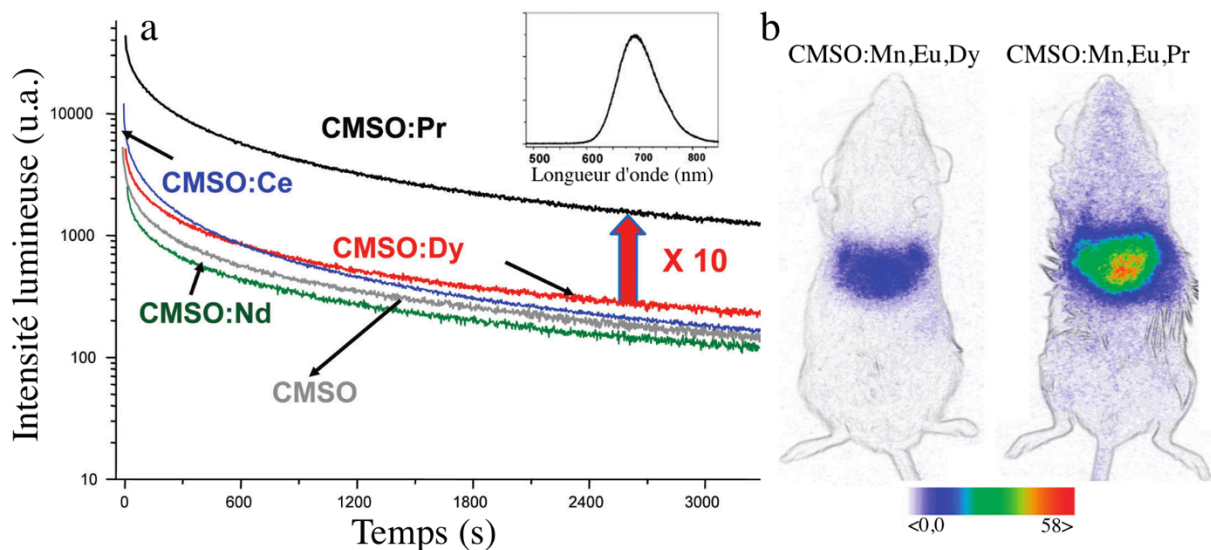 a
Intensité lumineuse (u.a.)
10000
1000
100
10
CMSO:Pr
CMSO:Ce
CMSO:Dy
CMSO:Nd
CMSO
X 10
0
600
1200
1800
2400
3000
Temps (s)
500
600
700
800
Longueur d'onde (nm)
b
CMSO:Mn,Eu,Dy
CMSO:Mn,Eu,Pr
<0,0
58>